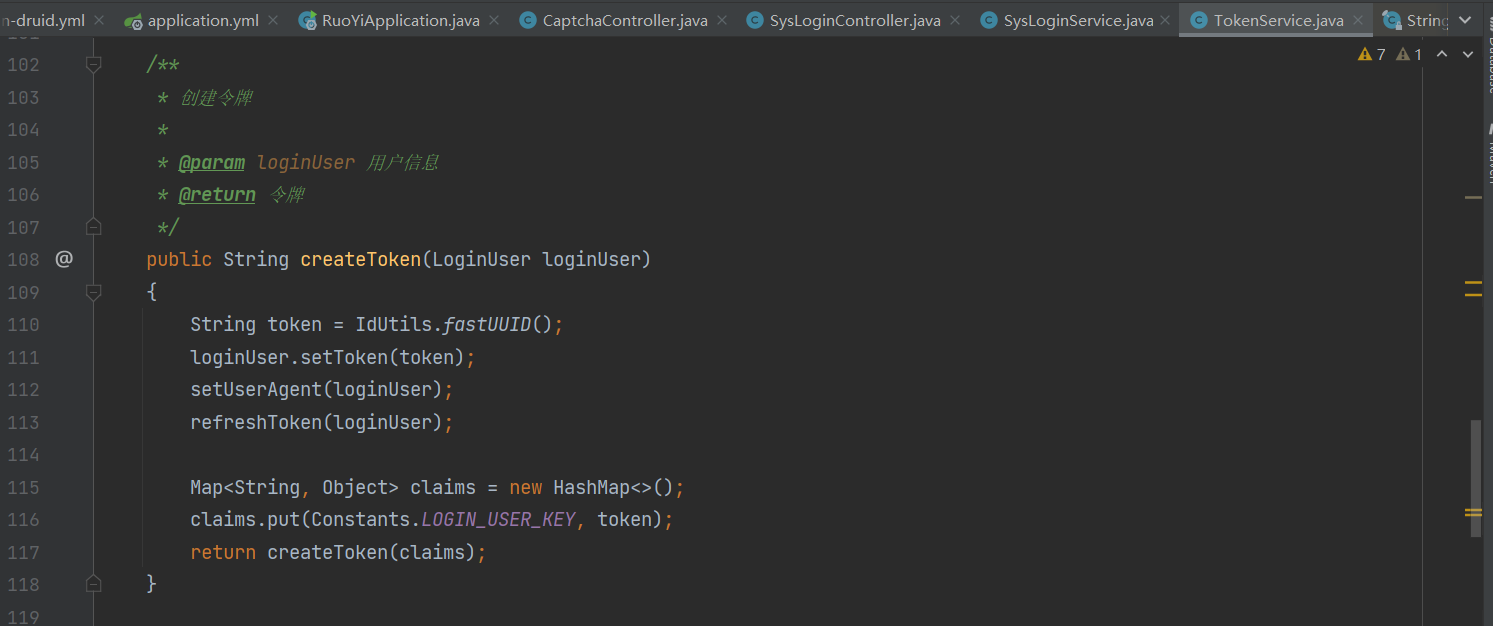 n-druid.yml
application.yml
RuoYiApplication.java
CaptchaController.java
SysLoginController.java
SysLoginService.java
TokenService.java
7
1
102 /**
103 * 创建令牌
104 *
105 * @param loginUser 用户信息
106 * @return 令牌
107 */
108 @ public String createToken(LoginUser loginUser)
109 {
110 String token = IdUtils.fastUUID();
111 loginUser.setToken(token);
112 setUserAgent(loginUser);
113 refreshToken(loginUser);
114
115 Map<String, Object> claims = new HashMap<>();
116 claims.put(Constants.LOGIN_USER_KEY, token);
117 return createToken(claims);
118 }
119